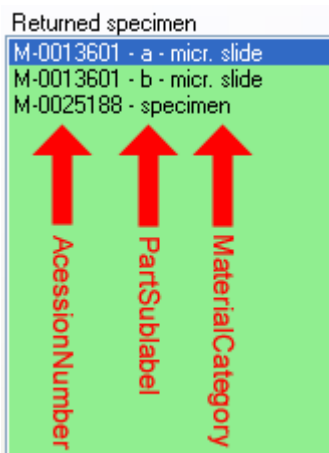 Returned specimen
M-0013601 - a - micr. slide
M-0013601 - b - micr. slide
M-0025188 - specimen
AcessionNumber
PartSublabel
MaterialCategory